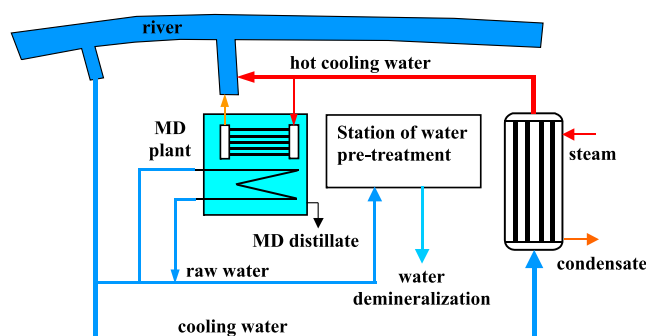 river
hot cooling water
MD
plant
Station of water
pre-treatment
steam
MD distillate
condensate
raw water
water
demineralization
cooling water